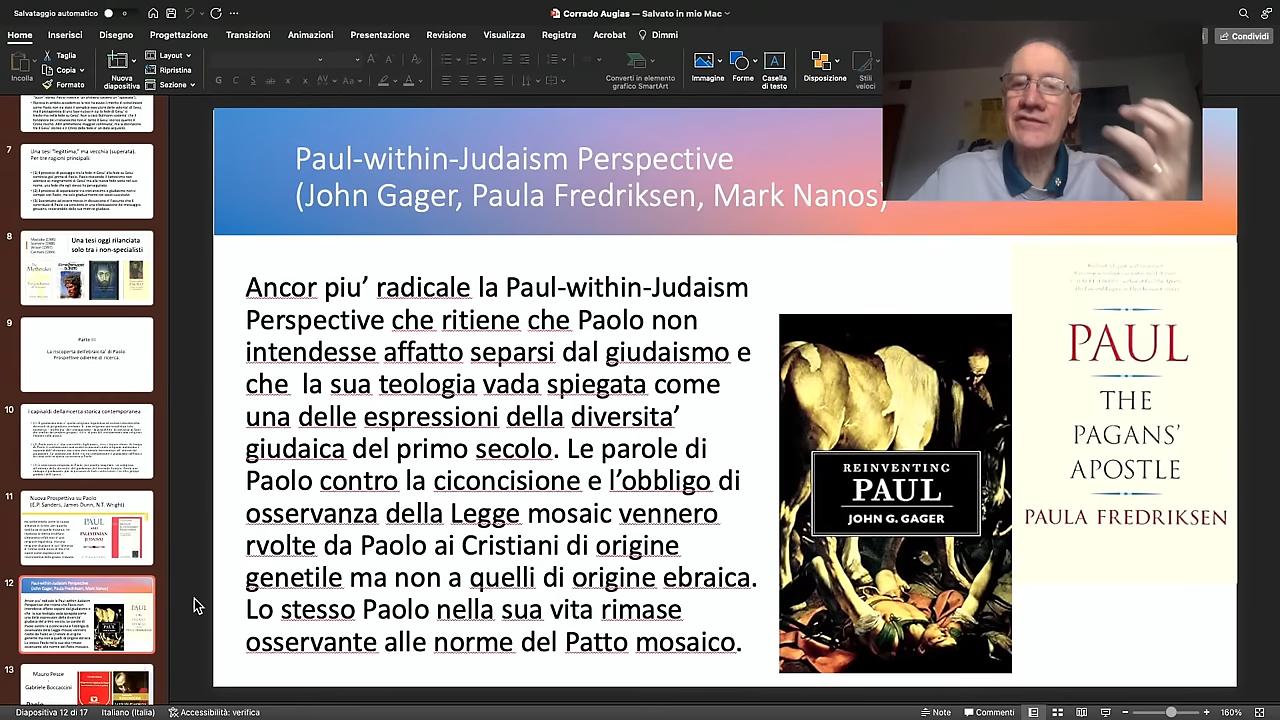 Salvataggio automatico
Corrado Augias — Salvato in mio Mac
Home Inserisci Disegno Progettazione Transizioni Animazioni Presentazione Revisione Visualizza Registra Acrobat Dimmi
Condividi
Incolla
Taglia
Copia
Formato
Nuova diapositiva
Layout
Ripristina
Sezione
G C S
Converti in elemento grafico SmartArt
Immagine
Forme
Casella di testo
Disposizione
Stili veloci
7
Una tesi "legittima," ma vecchia (superata).
Per tre ragioni principali:
8
Una tesi oggi rilanciata
solo tra i non-specialisti
9
Parte III
La riscoperta dell'ebraicita' di Paolo
Prospettive odierne di ricerca.
10
I capisaldi della ricerca storica contemporanea
11
Nuova Prospettiva su Paolo
(E.P. Sanders, James Dunn, N.T. Wright)
12
Paul-within-Judaism Perspective
(John Gager, Paula Fredriksen, Mark Nanos)
13
Mauro Pesce
Gabriele Boccaccini
Paul-within-Judaism Perspective
(John Gager, Paula Fredriksen, Mark Nanos)
Ancor piu' radicale la Paul-within-Judaism
Perspective che ritiene che Paolo non
intendesse affatto separsi dal giudaismo e
che la sua teologia vada spiegata come
una delle espressioni della diversita'
giudaica del primo secolo. Le parole di
Paolo contro la ciconcisione e l'obbligo di
osservanza della Legge mosaic vennero
rvolte da Paolo ai Cristiani di origine
genetile ma non a quelli di origine ebraica.
Lo stesso Paolo nella sua vita rimase
osservante alle norme del Patto mosaico.
REINVENTING
PAUL
JOHN G. GAGER
PAUL
THE
PAGANS'
APOSTLE
PAULA FREDRIKSEN
Diapositiva 12 di 17 Italiano (Italia) Accessibilità: verifica
Note Commenti 160%